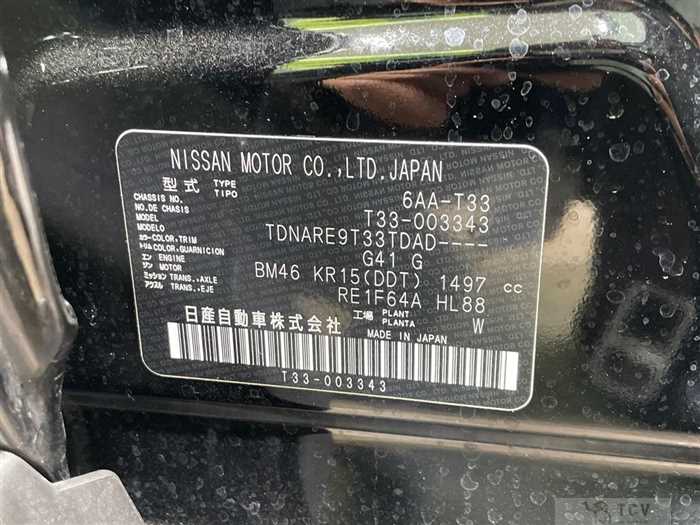 NISSAN MOTOR CO.,LTD.JAPAN
型式 TYPE TIPO 6AA-T33
CHASSIS NO. NO.DE CHASIS T33-003343
MODEL MODELO TDNARE9T33TDAD----
カラー COLOR,TRIM トリム COLOR,GUARNICION G41 G
エンジン ENGINE MOTOR BM46 KR15(DDT) 1497 cc
ミッション TRANS.,AXLE アクスル TRANS.,EJE RE1F64A HL88
工場 PLANT PLANTA W
日産自動車株式会社 MADE IN JAPAN
T33-003343
TCV